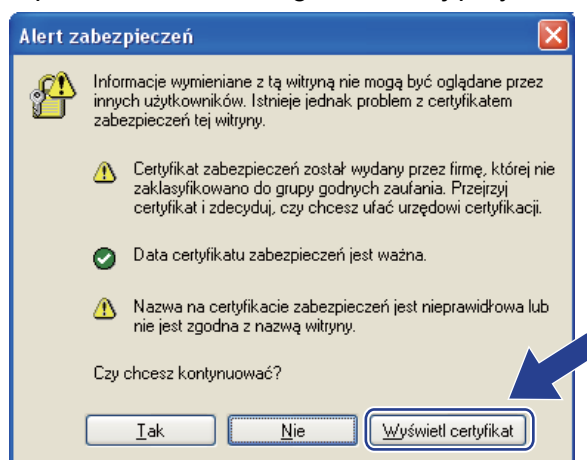 Alert zabezpieczeń
Informacje wymieniane z tą witryną nie mogą być oglądane przez
innych użytkowników. Istnieje jednak problem z certyfikatem
zabezpieczeń tej witryny.
Certyfikat zabezpieczeń został wydany przez firmę, której nie
zaklasyfikowano do grupy godnych zaufania. Przejrzyj
certyfikat i zdecyduj, czy chcesz ufać urzędowi certyfikacji.
Data certyfikatu zabezpieczeń jest ważna.
Nazwa na certyfikacie zabezpieczeń jest nieprawidłowa lub
nie jest zgodna z nazwą witryny.
Czy chcesz kontynuować?
Tak Nie Wyświetl certyfikat